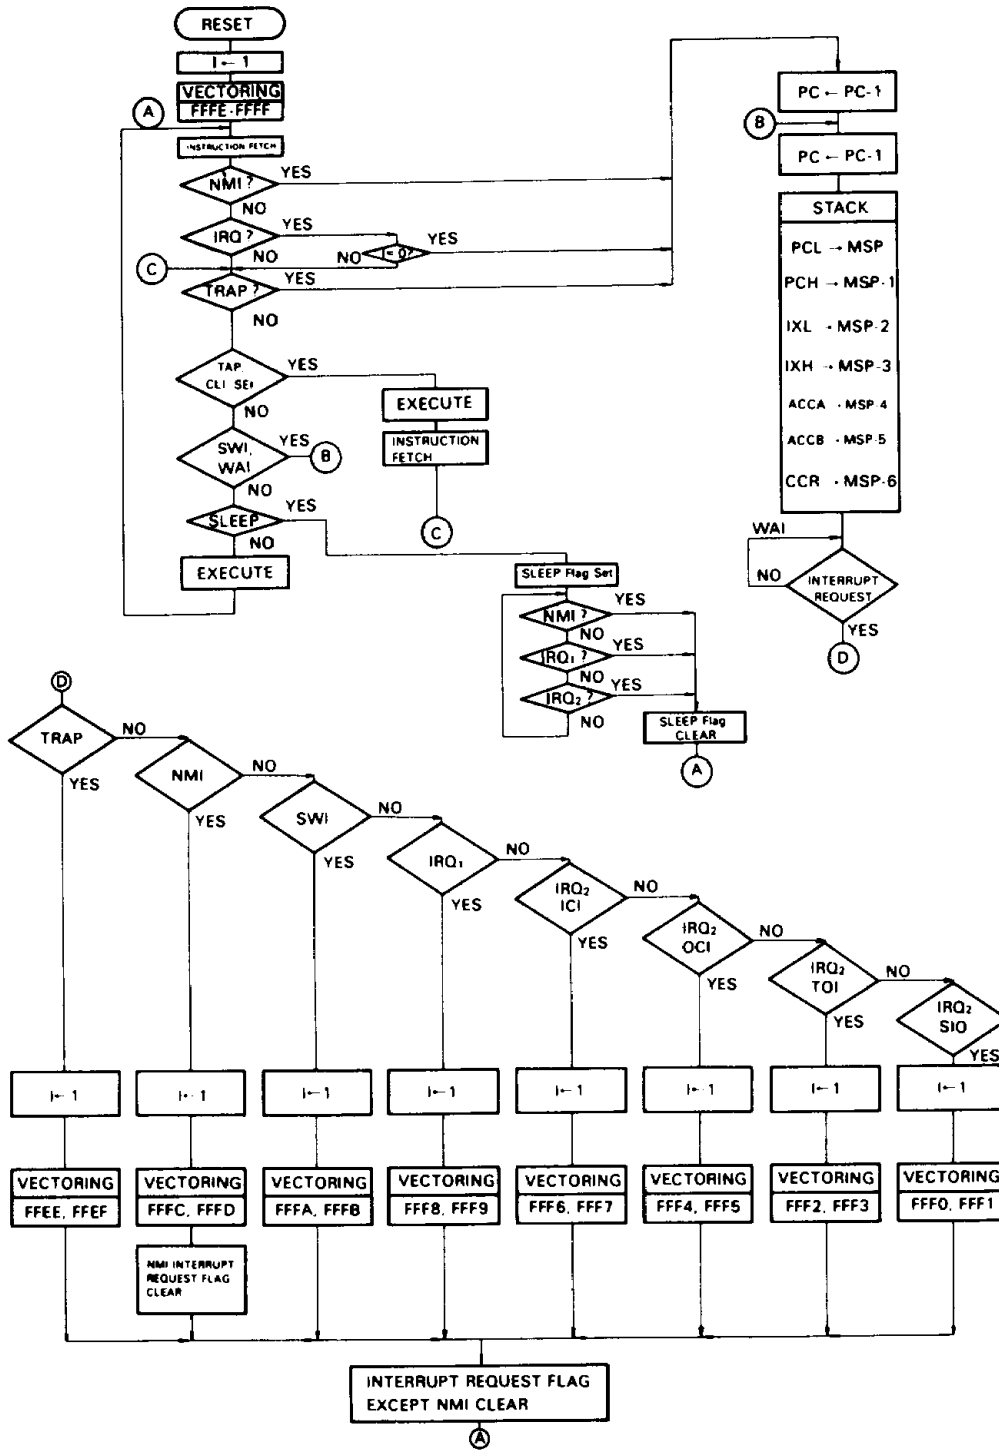 RESET
I ← 1
VECTORING
FFFE-FFFF
A
INSTRUCTION FETCH
NMI ?
YES
NO
IRQ ?
YES
NO
I = 0?
YES
NO
C
TRAP ?
YES
NO
TAP,
CLI SEI
YES
NO
EXECUTE
INSTRUCTION
FETCH
C
SWI,
WAI
YES
B
NO
SLEEP
YES
NO
EXECUTE
PC ← PC-1
B
PC ← PC-1
STACK
PCL → MSP
PCH → MSP-1
IXL → MSP-2
IXH → MSP-3
ACCA → MSP-4
ACCB → MSP-5
CCR → MSP-6
WAI
INTERRUPT
REQUEST
NO
YES
D
SLEEP Flag Set
NMI ?
YES
NO
IRQ₁ ?
YES
NO
IRQ₂ ?
YES
NO
SLEEP Flag
CLEAR
A
D
TRAP
NO
YES
NMI
NO
YES
SWI
NO
YES
IRQ₁
NO
YES
IRQ₂
ICI
NO
YES
IRQ₂
OCI
NO
YES
IRQ₂
TOI
NO
YES
IRQ₂
SIO
YES
I ← 1
I ← 1
I ← 1
I ← 1
I ← 1
I ← 1
I ← 1
I ← 1
VECTORING
FFEE, FFEF
VECTORING
FFFC, FFFD
VECTORING
FFFA, FFFB
VECTORING
FFF8, FFF9
VECTORING
FFF6, FFF7
VECTORING
FFF4, FFF5
VECTORING
FFF2, FFF3
VECTORING
FFF0, FFF1
NMI INTERRUPT
REQUEST FLAG
CLEAR
INTERRUPT REQUEST FLAG
EXCEPT NMI CLEAR
A